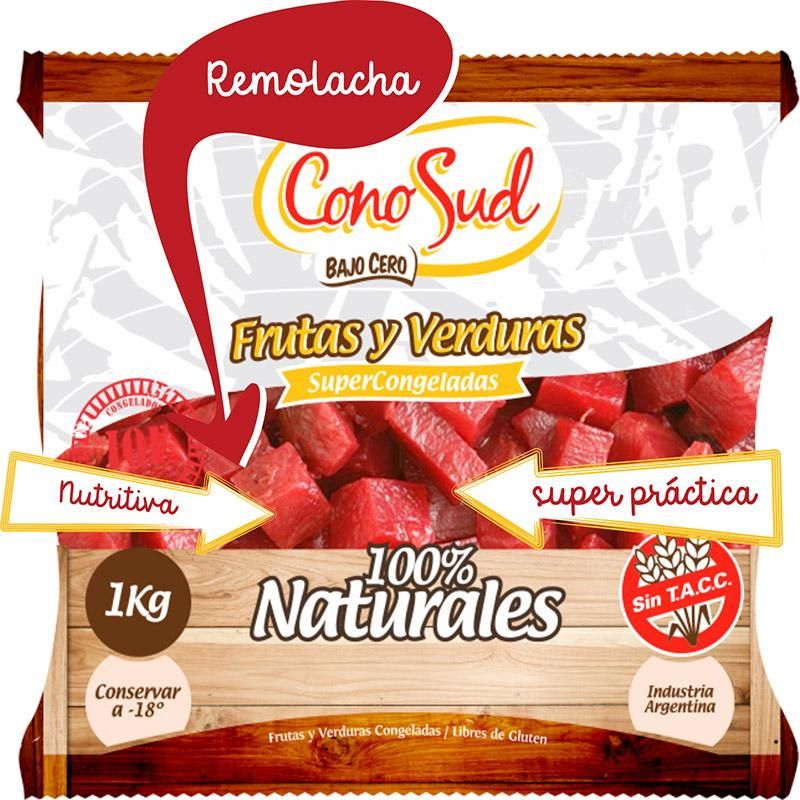 Remolacha
Cono Sud
BAJO CERO
Frutas y Verduras
SuperCongeladas
CONGELADO
Nutritiva
super práctica
100%
Naturales
1Kg
Sin T.A.C.C.
Conservar
a -18°
Industria
Argentina
Frutas y Verduras Congeladas / Libres de Gluten